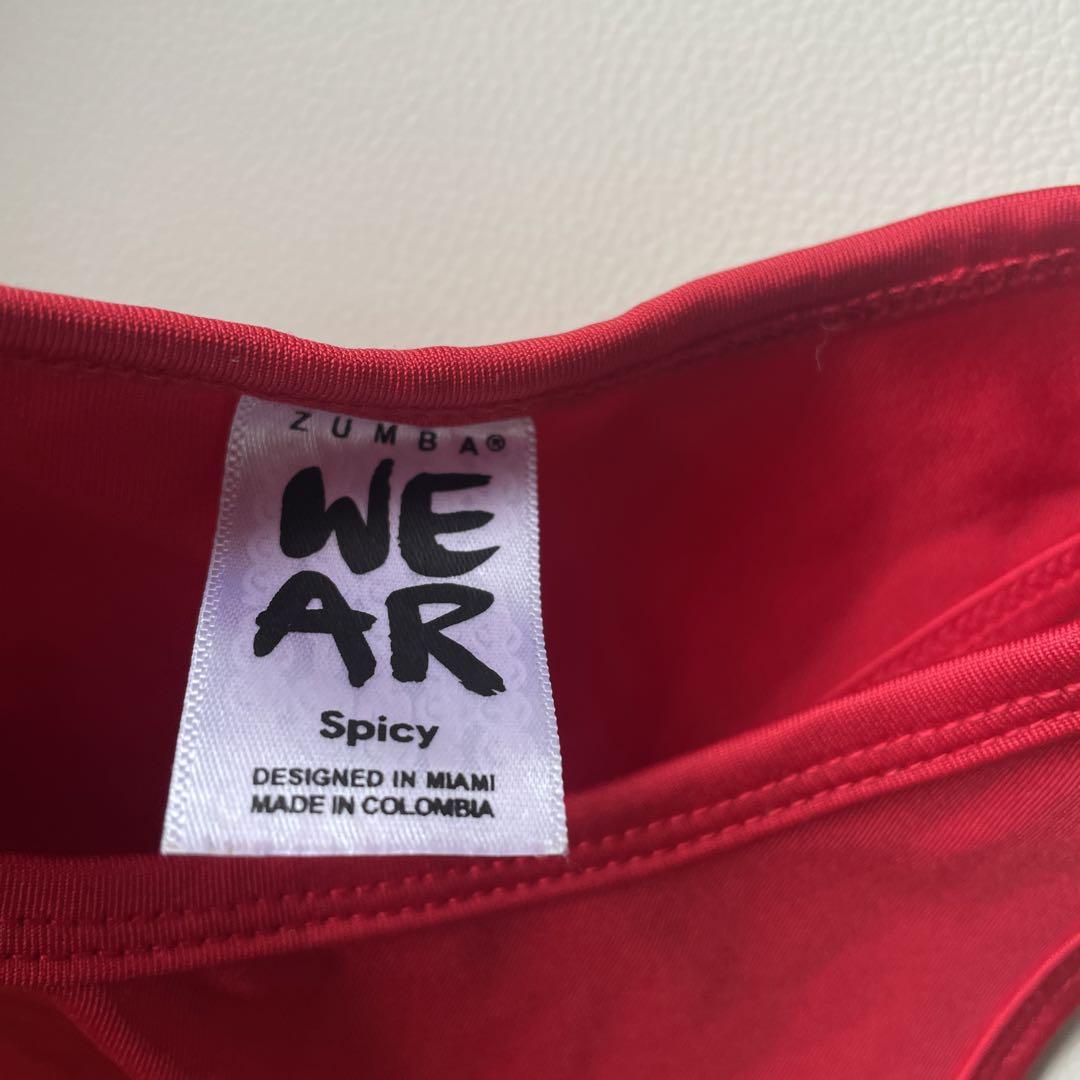 ZUMBA®
WE
AR
Spicy
DESIGNED IN MIAMI
MADE IN COLOMBIA